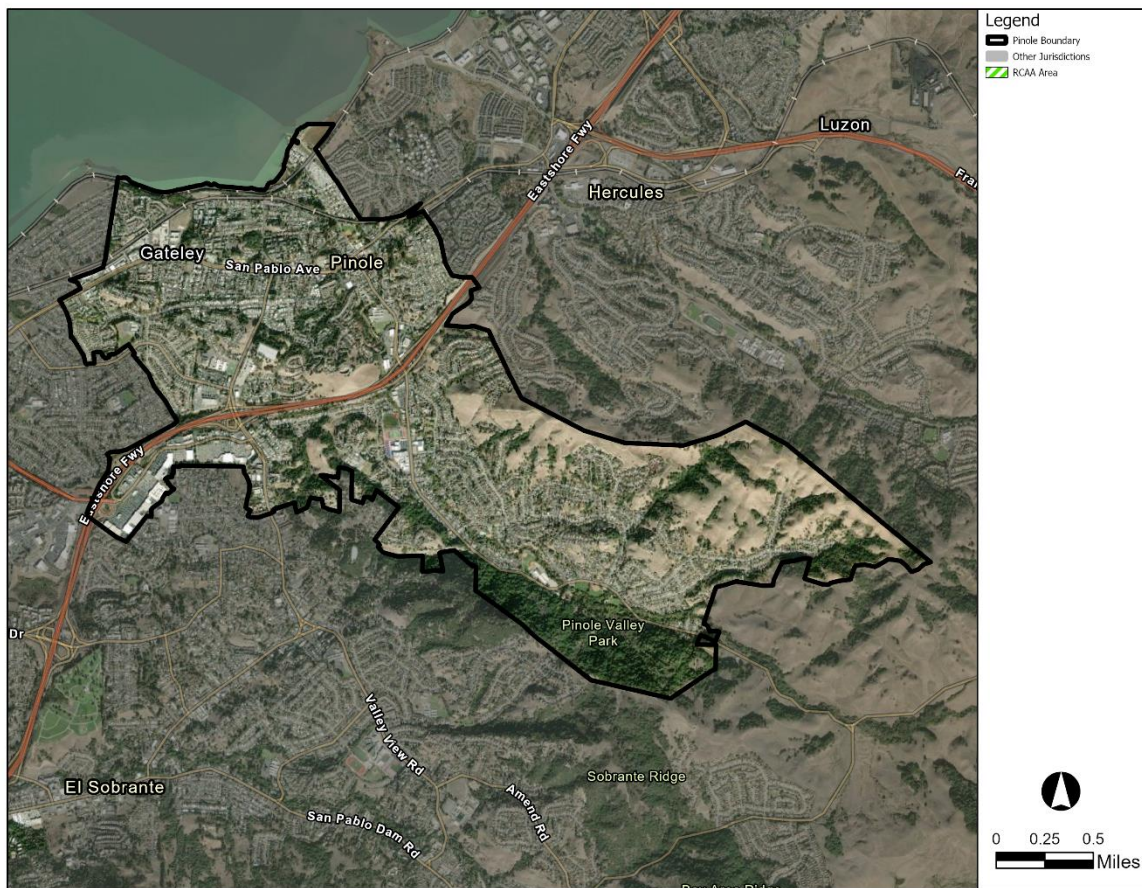 Legend
Pinole Boundary
Other Jurisdictions
RCAA Area
Luzon
Eastshore Fwy
Hercules
Gateley
San Pablo Ave
Pinole
Eastshore Fwy
Pinole Valley
Park
Dr
Valley View Rd
El Sobrante
Sobrante Ridge
Amend Rd
San Pablo Dam Rd
0 0.25 0.5
Miles